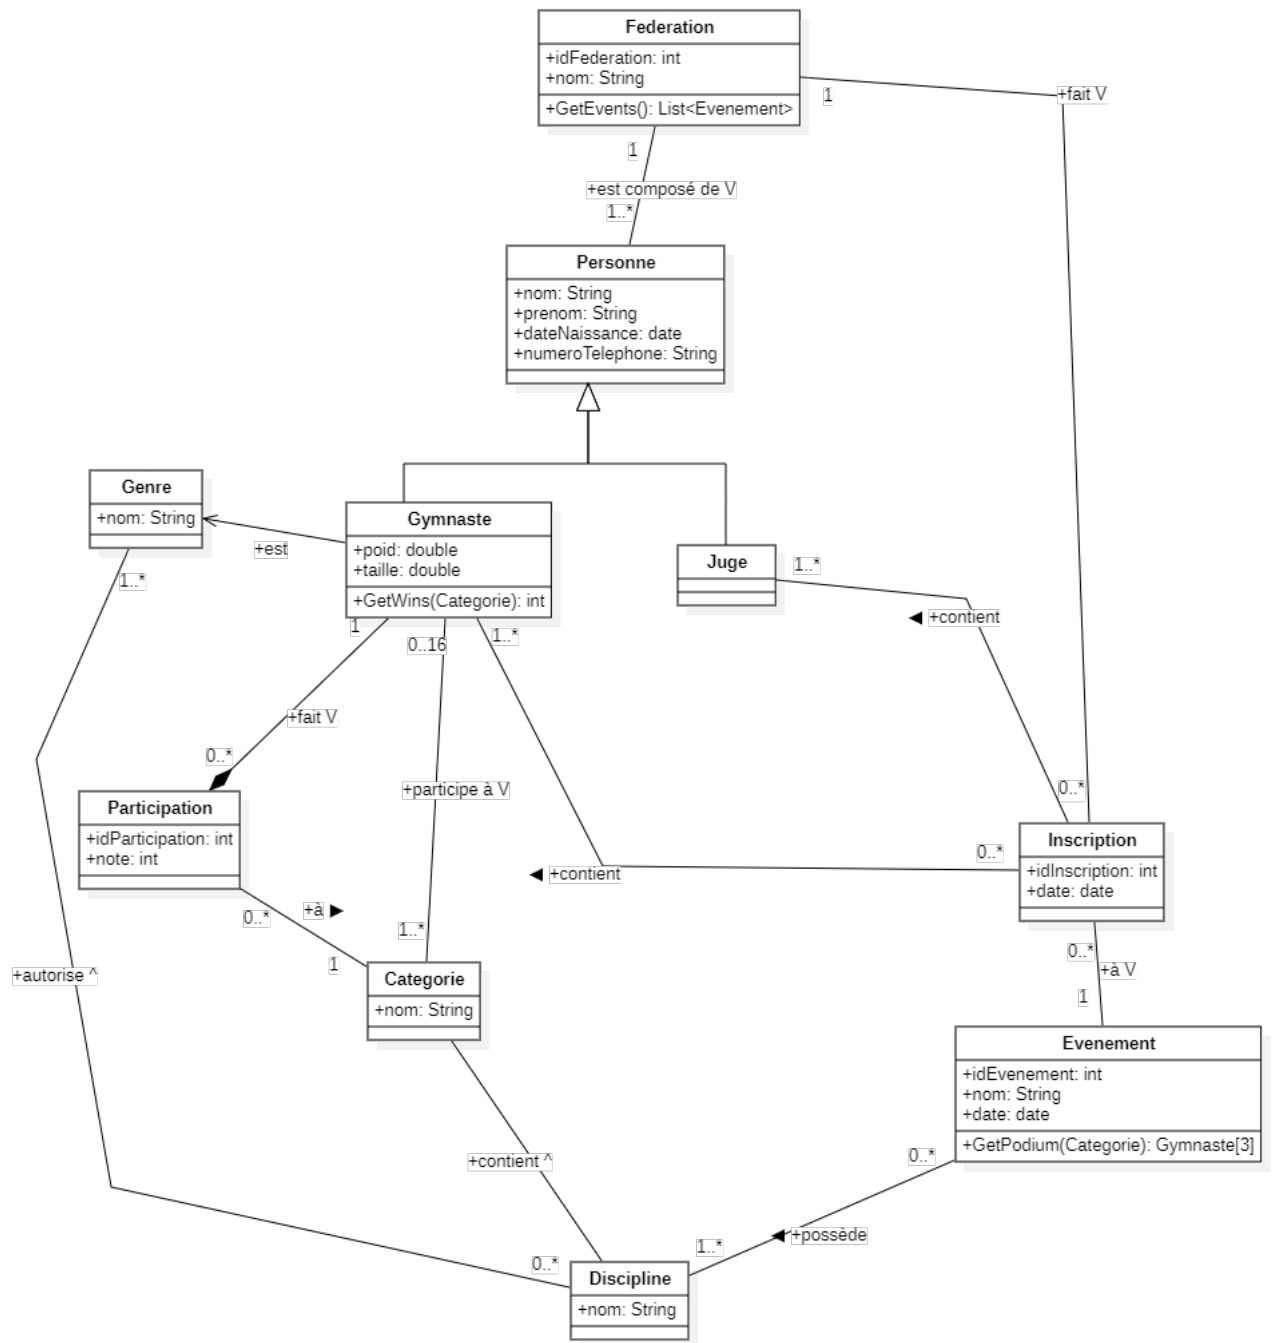 Federation
+idFederation: int
+nom: String
+GetEvents(): List<Evenement>
1
+fait V
1
+est composé de V
1..*
Personne
+nom: String
+prenom: String
+dateNaissance: date
+numeroTelephone: String
Genre
+nom: String
+est
1..*
Gymnaste
+poid: double
+taille: double
+GetWins(Categorie): int
Juge
1..*
◀ +contient
1
0..16
1..*
+fait V
0..*
+participe à V
0..*
Participation
+idParticipation: int
+note: int
Inscription
+idInscription: int
+date: date
0..*
◀ +contient
0..*
+à ▶
1..*
1
0..*
+à V
1
+autorise ^
Categorie
+nom: String
Evenement
+idEvenement: int
+nom: String
+date: date
+GetPodium(Categorie): Gymnaste[3]
+contient ^
0..*
◀ +possède
1..*
0..*
Discipline
+nom: String